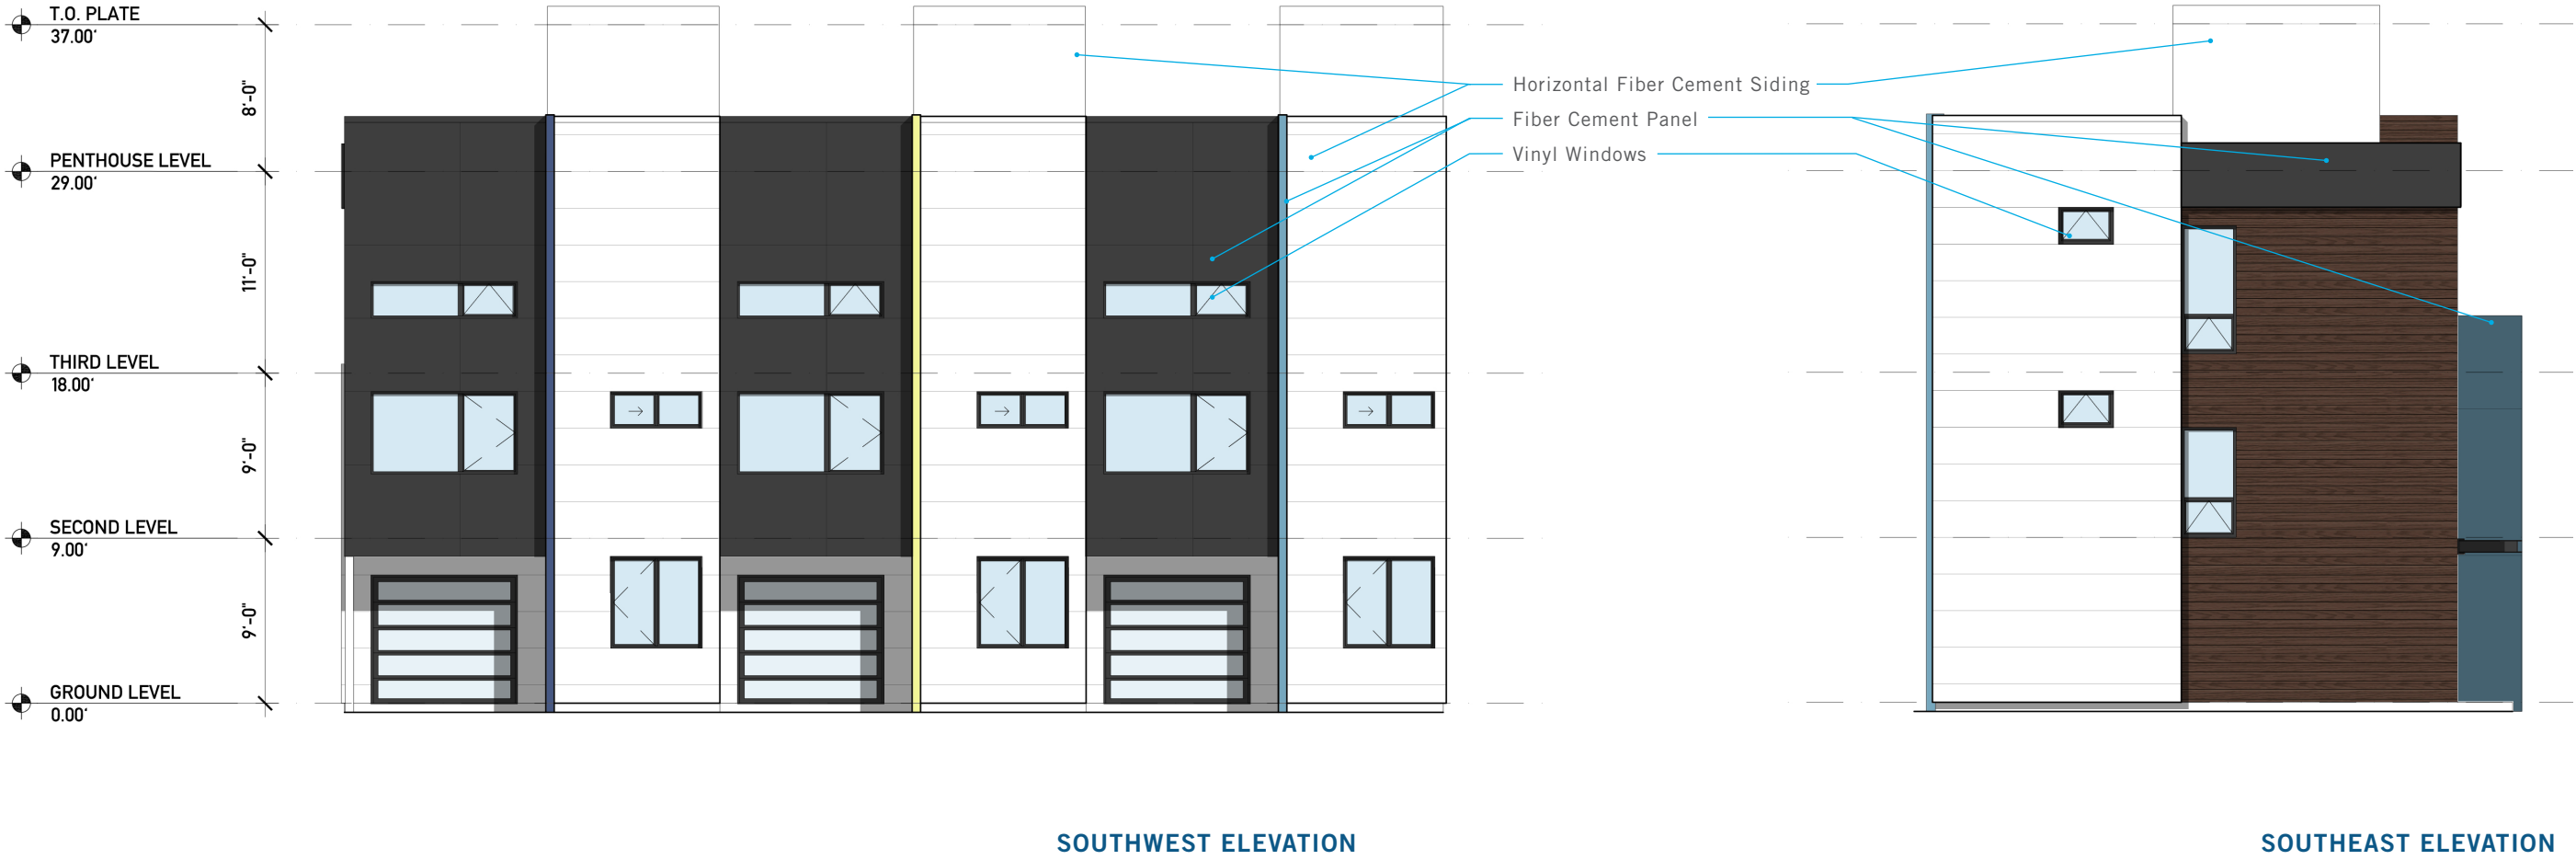 T.O. PLATE
37.00'
8'-0"
PENTHOUSE LEVEL
29.00'
11'-0"
THIRD LEVEL
18.00'
9'-0"
SECOND LEVEL
9.00'
9'-0"
GROUND LEVEL
0.00'
Horizontal Fiber Cement Siding
Fiber Cement Panel
Vinyl Windows
SOUTHWEST ELEVATION
SOUTHEAST ELEVATION